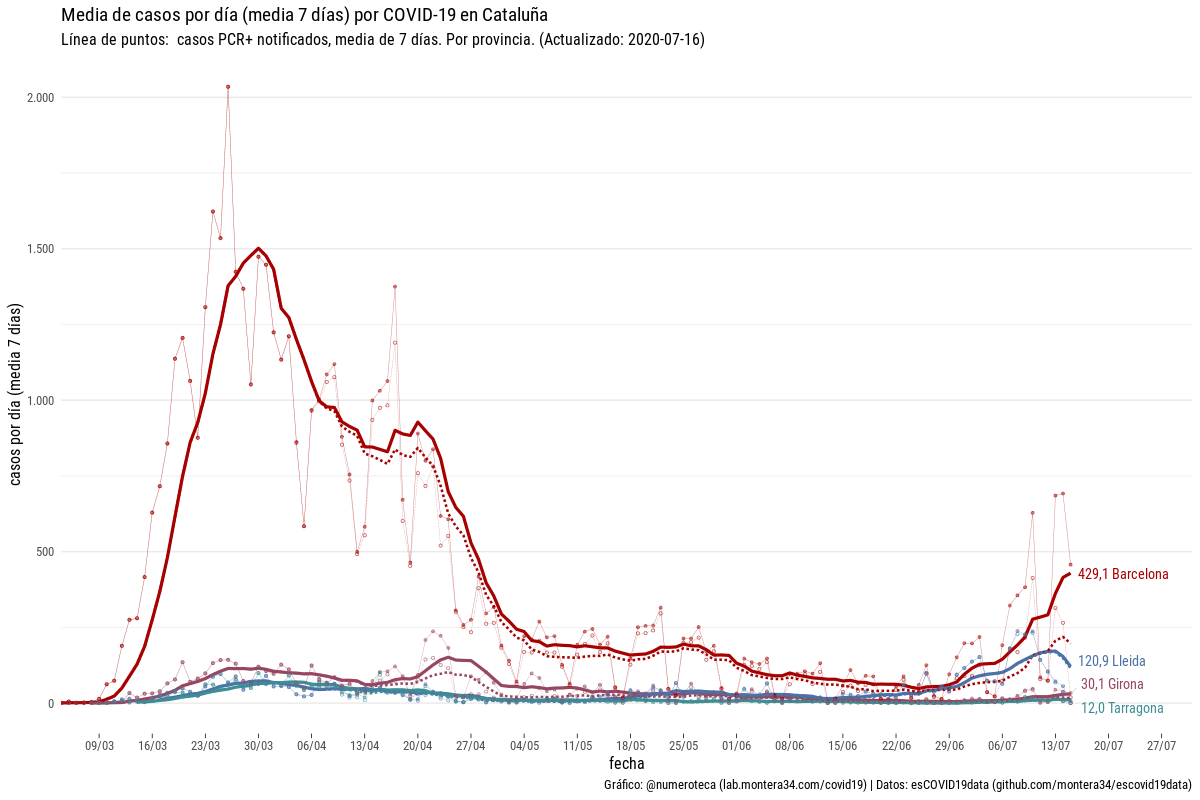 Media de casos por día (media 7 días) por COVID-19 en Cataluña
Línea de puntos:  casos PCR+ notificados, media de 7 días. Por provincia. (Actualizado: 2020-07-16)
casos por día (media 7 días)
2.000
1.500
1.000
500
0
429,1 Barcelona
120,9 Lleida
30,1 Girona
12,0 Tarragona
09/03 16/03 23/03 30/03 06/04 13/04 20/04 27/04 04/05 11/05 18/05 25/05 01/06 08/06 15/06 22/06 29/06 06/07 13/07 20/07 27/07
fecha
Gráfico: @numeroteca (lab.montera34.com/covid19) | Datos: esCOVID19data (github.com/montera34/escovid19data)